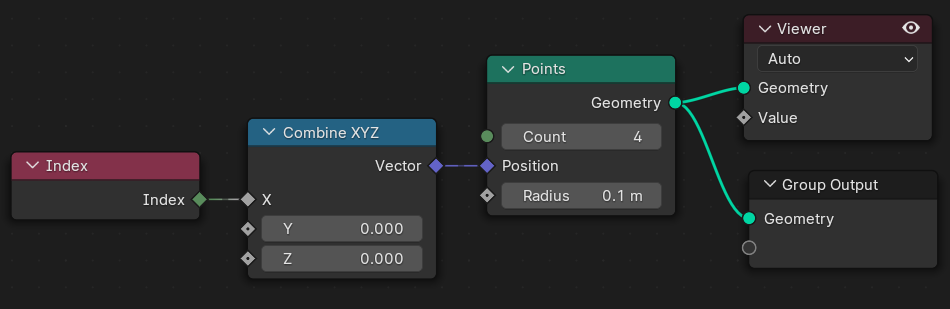 Index
Index
Combine XYZ
Vector
X
Y 0.000
Z 0.000
Points
Geometry
Count 4
Position
Radius 0.1 m
Viewer
Auto
Geometry
Value
Group Output
Geometry